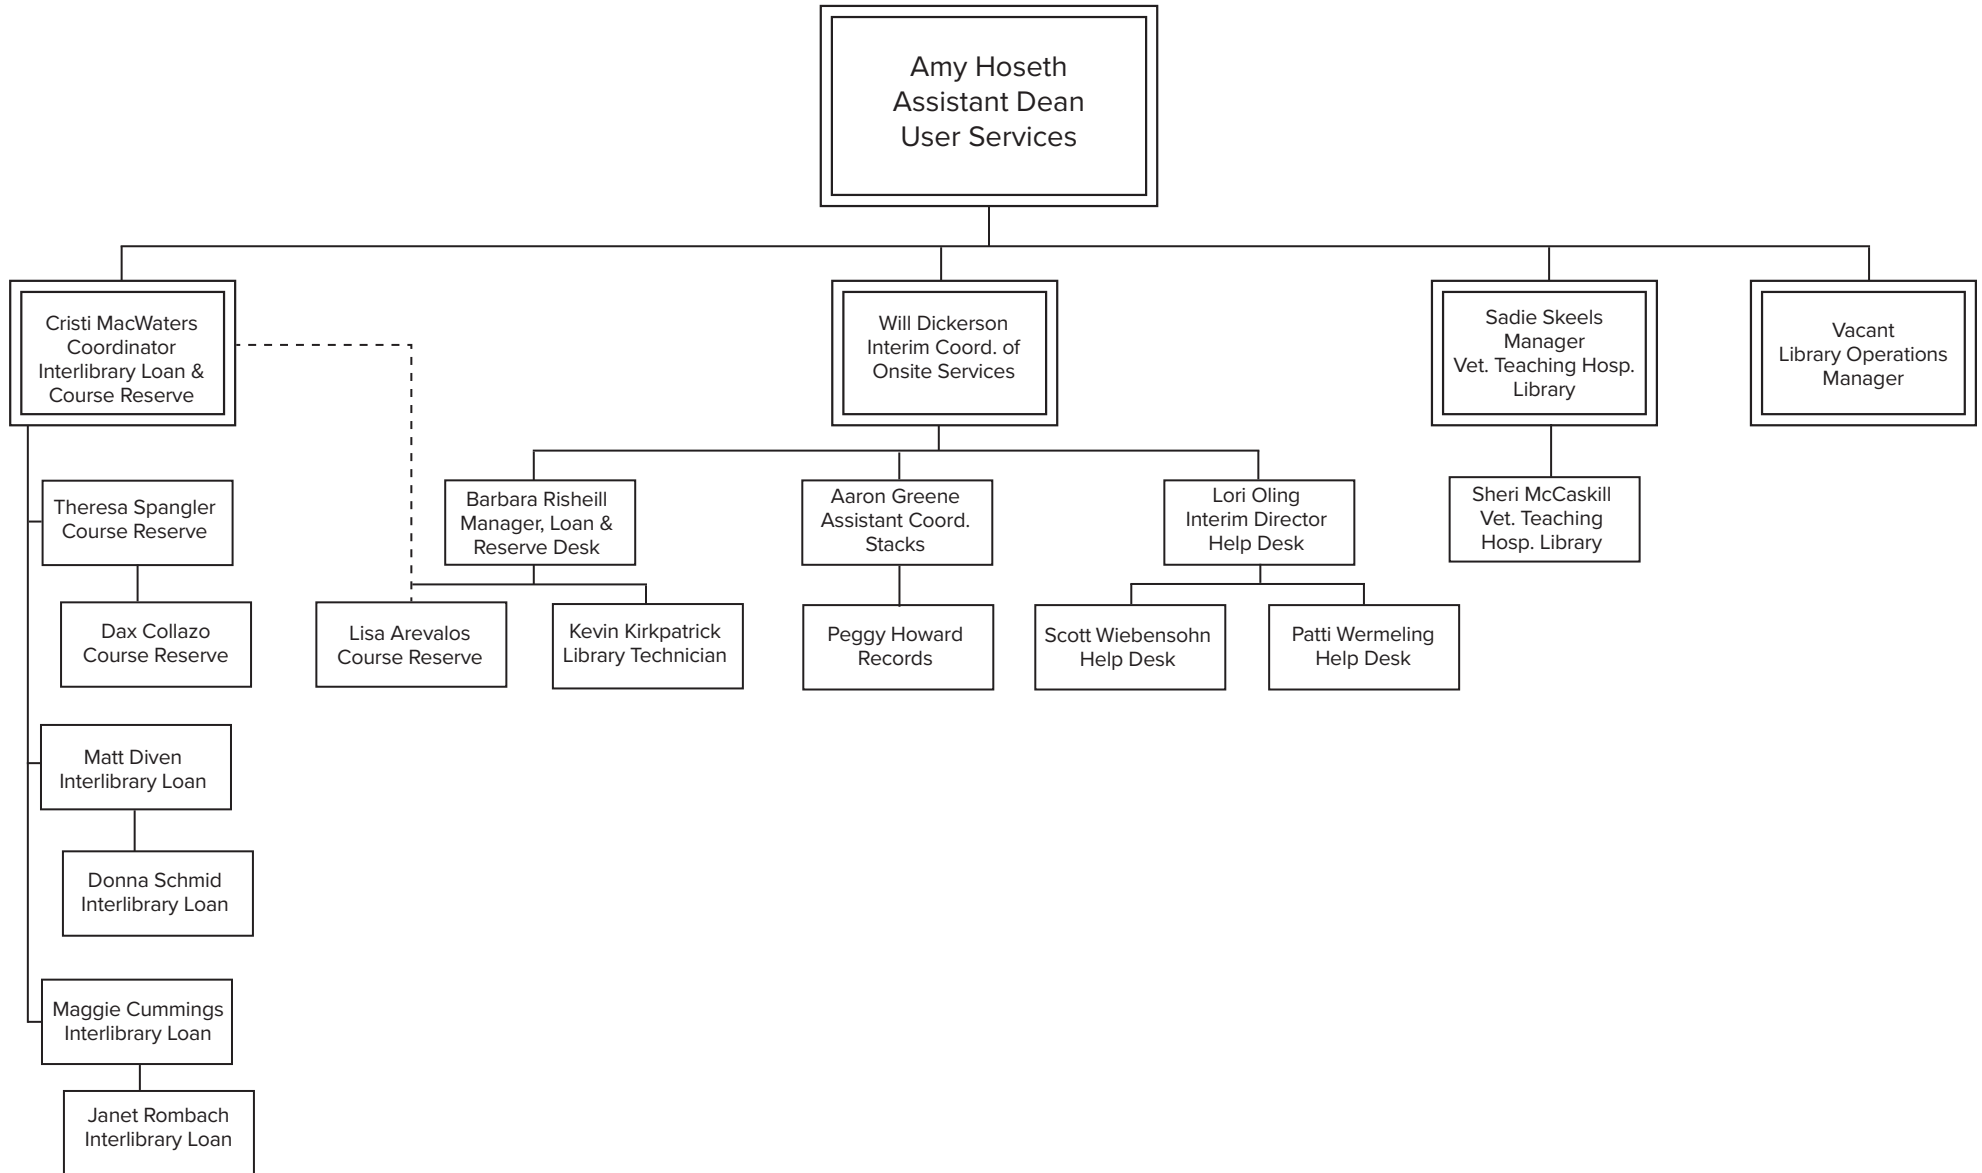 Amy Hoseth
Assistant Dean
User Services
Cristi MacWaters
Coordinator
Interlibrary Loan &
Course Reserve
Will Dickerson
Interim Coord. of
Onsite Services
Sadie Skeels
Manager
Vet. Teaching Hosp.
Library
Vacant
Library Operations
Manager
Theresa Spangler
Course Reserve
Barbara Risheill
Manager, Loan &
Reserve Desk
Aaron Greene
Assistant Coord.
Stacks
Lori Oling
Interim Director
Help Desk
Sheri McCaskill
Vet. Teaching
Hosp. Library
Dax Collazo
Course Reserve
Lisa Arevalos
Course Reserve
Kevin Kirkpatrick
Library Technician
Peggy Howard
Records
Scott Wiebensohn
Help Desk
Patti Wermeling
Help Desk
Matt Diven
Interlibrary Loan
Donna Schmid
Interlibrary Loan
Maggie Cummings
Interlibrary Loan
Janet Rombach
Interlibrary Loan